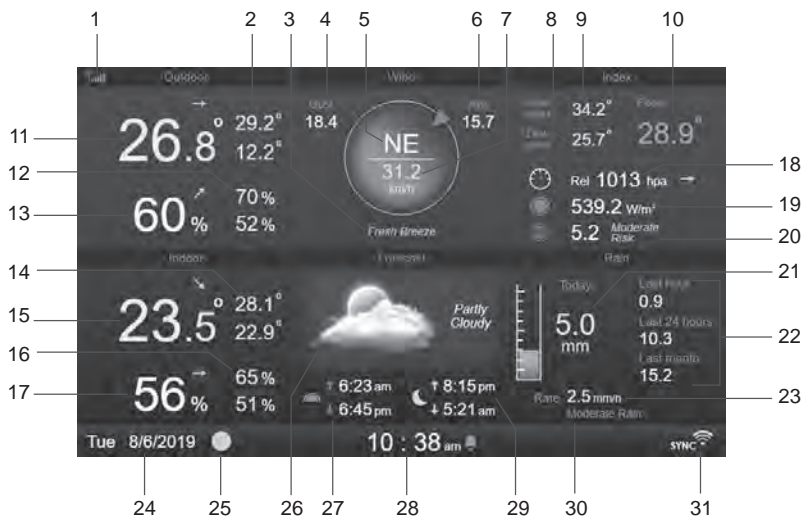 1 2 3 4 5 6 7 8 9 10
Outdoor Wind Index
26.8° 29.2° 12.2°
GUST 18.4
NE
31.2
km/h
15.7
34.2°
25.7°
28.9°
60% 70% 52%
Fresh Breeze
Rel 1013 hpa
539.2 W/m²
5.2 Moderate Risk
Indoor Forecast Rain
23.5° 28.1° 22.9°
Partly Cloudy
Today
5.0 mm
Last hour
0.9
Last 24 hours
10.3
Last month
15.2
56% 65% 51%
6:23 am
6:45 pm
8:15 pm
5:21 am
Rate 2.5 mm/h
Moderate Rain
Tue 8/6/2019 10 : 38 am SYNC
11
12
13
14
15
16
17
18
19
20
21
22
23
24 25 26 27 28 29 30 31